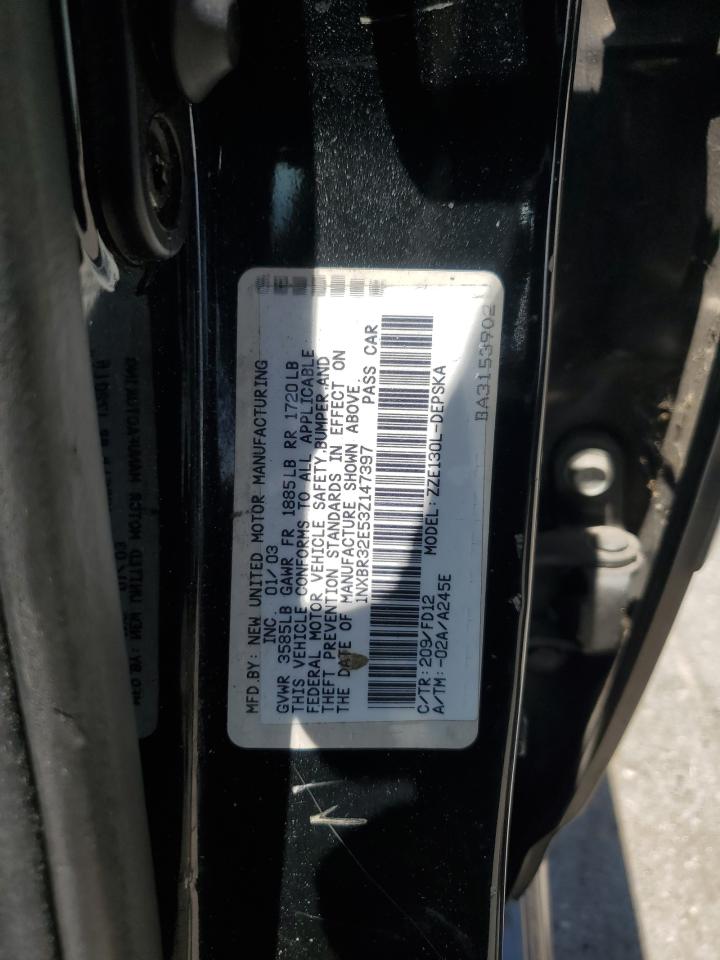 MFD.BY: NEW UNITED MOTOR MANUFACTURING
INC 01/03
GVWR 3585LB GAWR FR 1885LB RR 1720LB
THIS VEHICLE CONFORMS TO ALL APPLICABLE
FEDERAL MOTOR VEHICLE SAFETY,BUMPER,AND
THEFT PREVENTION STANDARDS IN EFFECT ON
THE DATE OF MANUFACTURE SHOWN ABOVE.
1NXBR32E53Z147397 PASS CAR
C/TR: 209/FD12 MODEL: ZZE130L-DEPSKA
A/TM: -02A/A245E
BA3153902